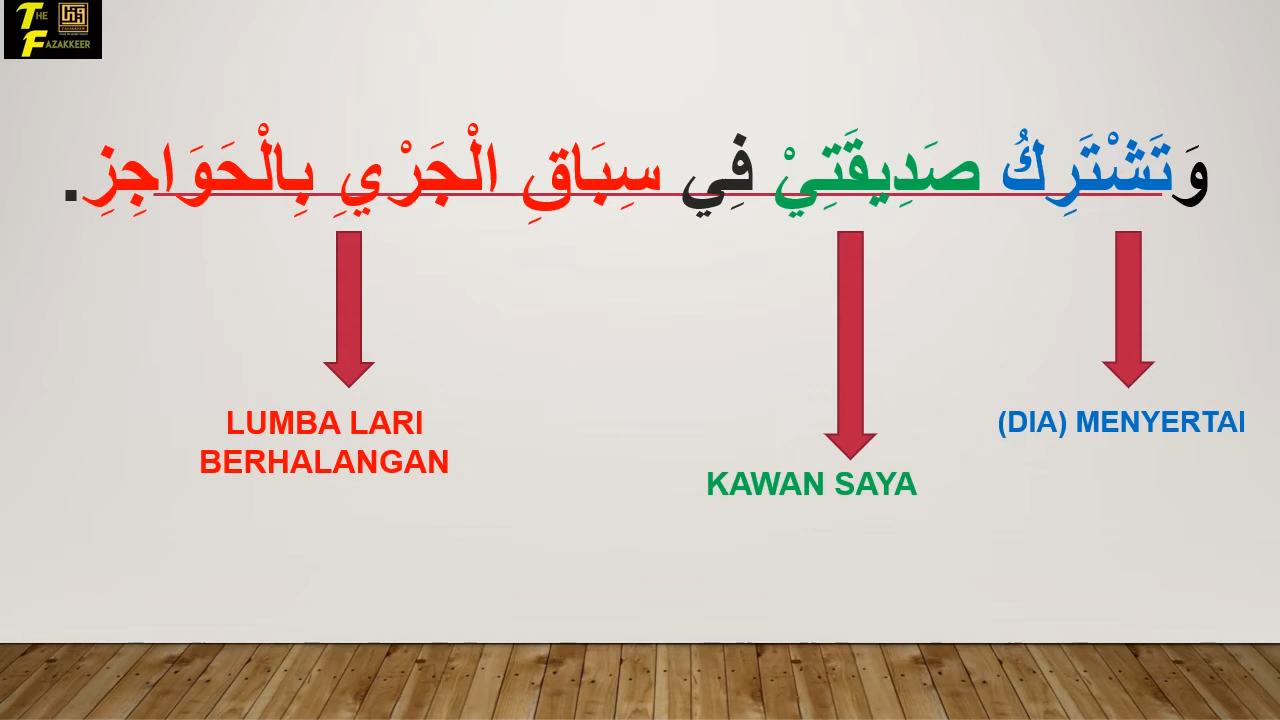 THE
FAZAKKEER
وَتَشْتَرِكُ صَدِيقَتِيْ فِي سِبَاقِ الْجَرْيِ بِالْحَوَاجِزِ.
LUMBA LARI
BERHALANGAN
KAWAN SAYA
(DIA) MENYERTAI